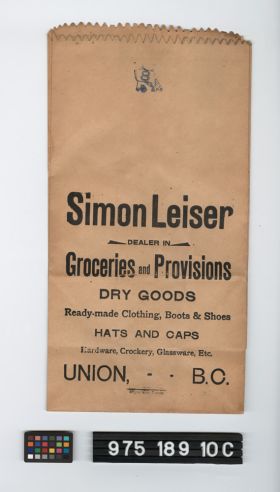 Simon Leiser
DEALER IN
Groceries and Provisions
DRY GOODS
Ready-made Clothing, Boots & Shoes
HATS AND CAPS
Hardware, Crockery, Glassware, Etc.
UNION, - - B.C.
975 189 10C